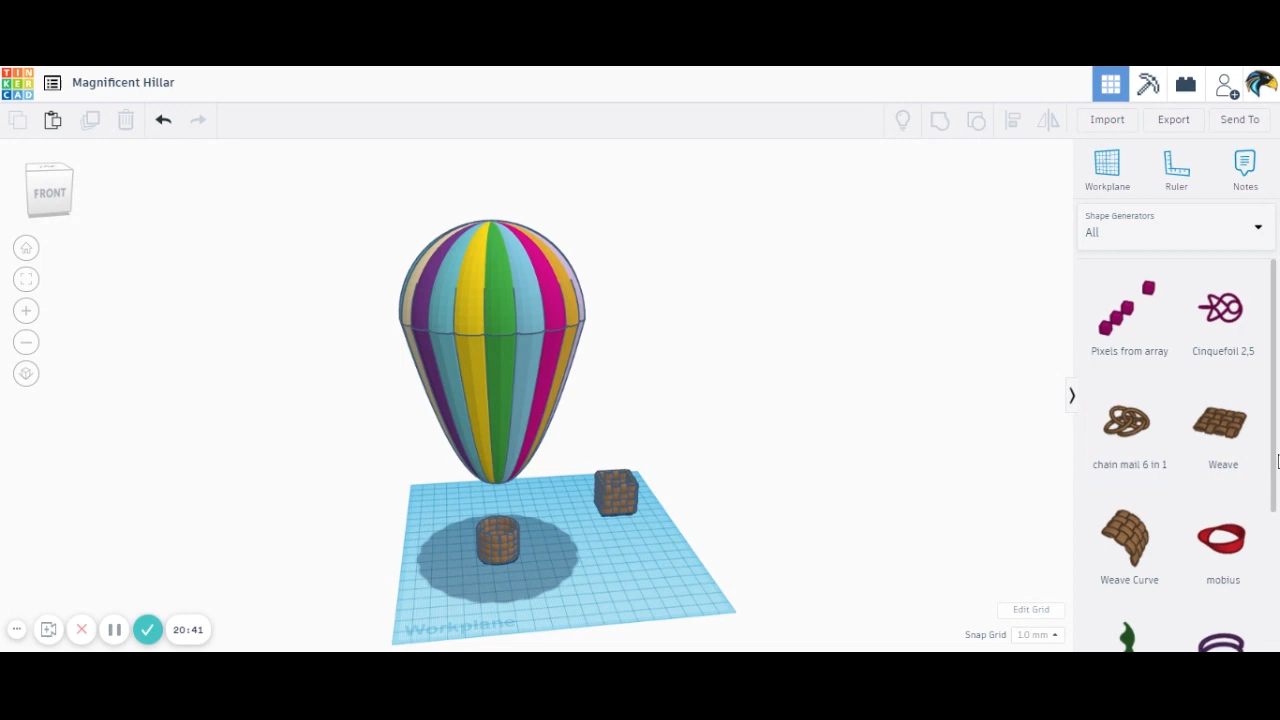 TIN
KER
CAD
Magnificent Hillar
Import
Export
Send To
FRONT
Workplane
Ruler
Notes
Shape Generators
All
Pixels from array
Cinquefoil 2,5
chain mail 6 in 1
Weave
Weave Curve
mobius
Workplane
Edit Grid
Snap Grid
1.0 mm
20:41